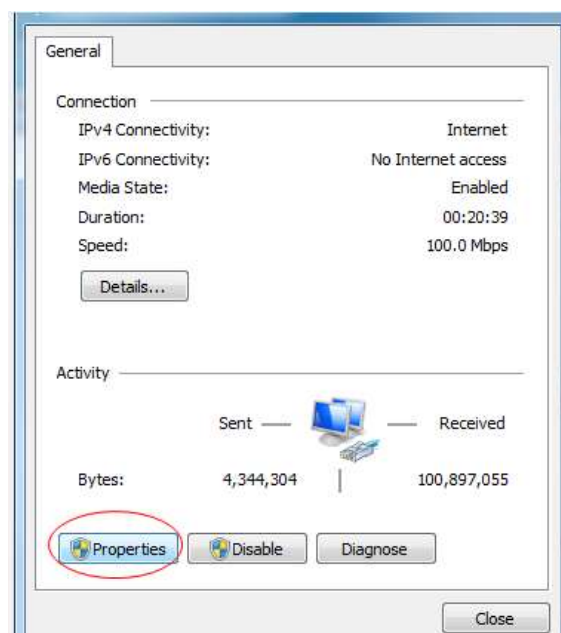 General
Connection
IPv4 Connectivity: Internet
IPv6 Connectivity: No Internet access
Media State: Enabled
Duration: 00:20:39
Speed: 100.0 Mbps
Details...
Activity
Sent Received
Bytes: 4,344,304 100,897,055
Properties Disable Diagnose
Close